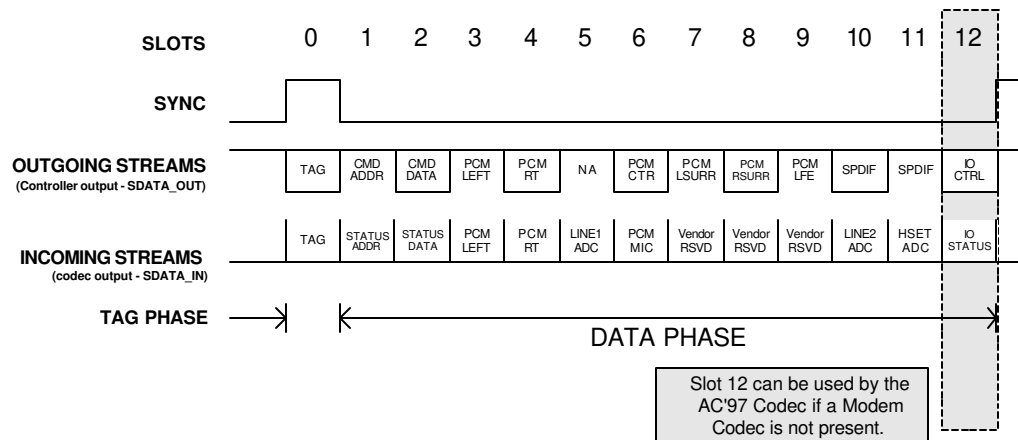 SLOTS 0 1 2 3 4 5 6 7 8 9 10 11 12
SYNC
OUTGOING STREAMS
(Controller output - SDATA_OUT)
TAG
CMD
ADDR
CMD
DATA
PCM
LEFT
PCM
RT
NA
PCM
CTR
PCM
LSURR
PCM
RSURR
PCM
LFE
SPDIF
SPDIF
IO
CTRL
INCOMING STREAMS
(codec output - SDATA_IN)
TAG
STATUS
ADDR
STATUS
DATA
PCM
LEFT
PCM
RT
LINE1
ADC
PCM
MIC
Vendor
RSVD
Vendor
RSVD
Vendor
RSVD
LINE2
ADC
HSET
ADC
IO
STATUS
TAG PHASE
DATA PHASE
Slot 12 can be used by the
AC'97 Codec if a Modem
Codec is not present.